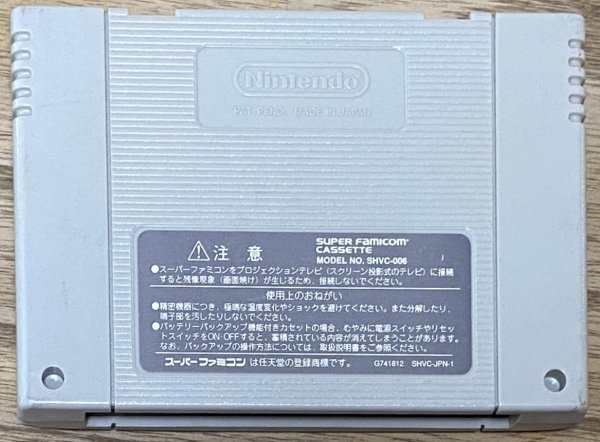 Nintendo
PAT. PEND. MADE IN JAPAN
⚠注意
SUPER FAMICOM
CASSETTE
MODEL NO. SHVC-006
●スーパーファミコンをプロジェクションテレビ（スクリーン投影式のテレビ）に接続
すると残像現象（画面焼け）が生じるため、接続しないでください。
使用上のおねがい
●精密機器につき、極端な温度変化やショックを避けてください。また分解したり、
端子部を汚したりしないでください。
●バッテリーバックアップ機能付きカセットの場合、むやみに電源スイッチやリセッ
トスイッチをON・OFFすると、蓄積されている内容が消えてしまうことがあります。
なお、バックアップの操作方法については、取扱説明書をご参照ください。
スーパーファミコンは任天堂の登録商標です。 G741812 SHVC-JPN-1